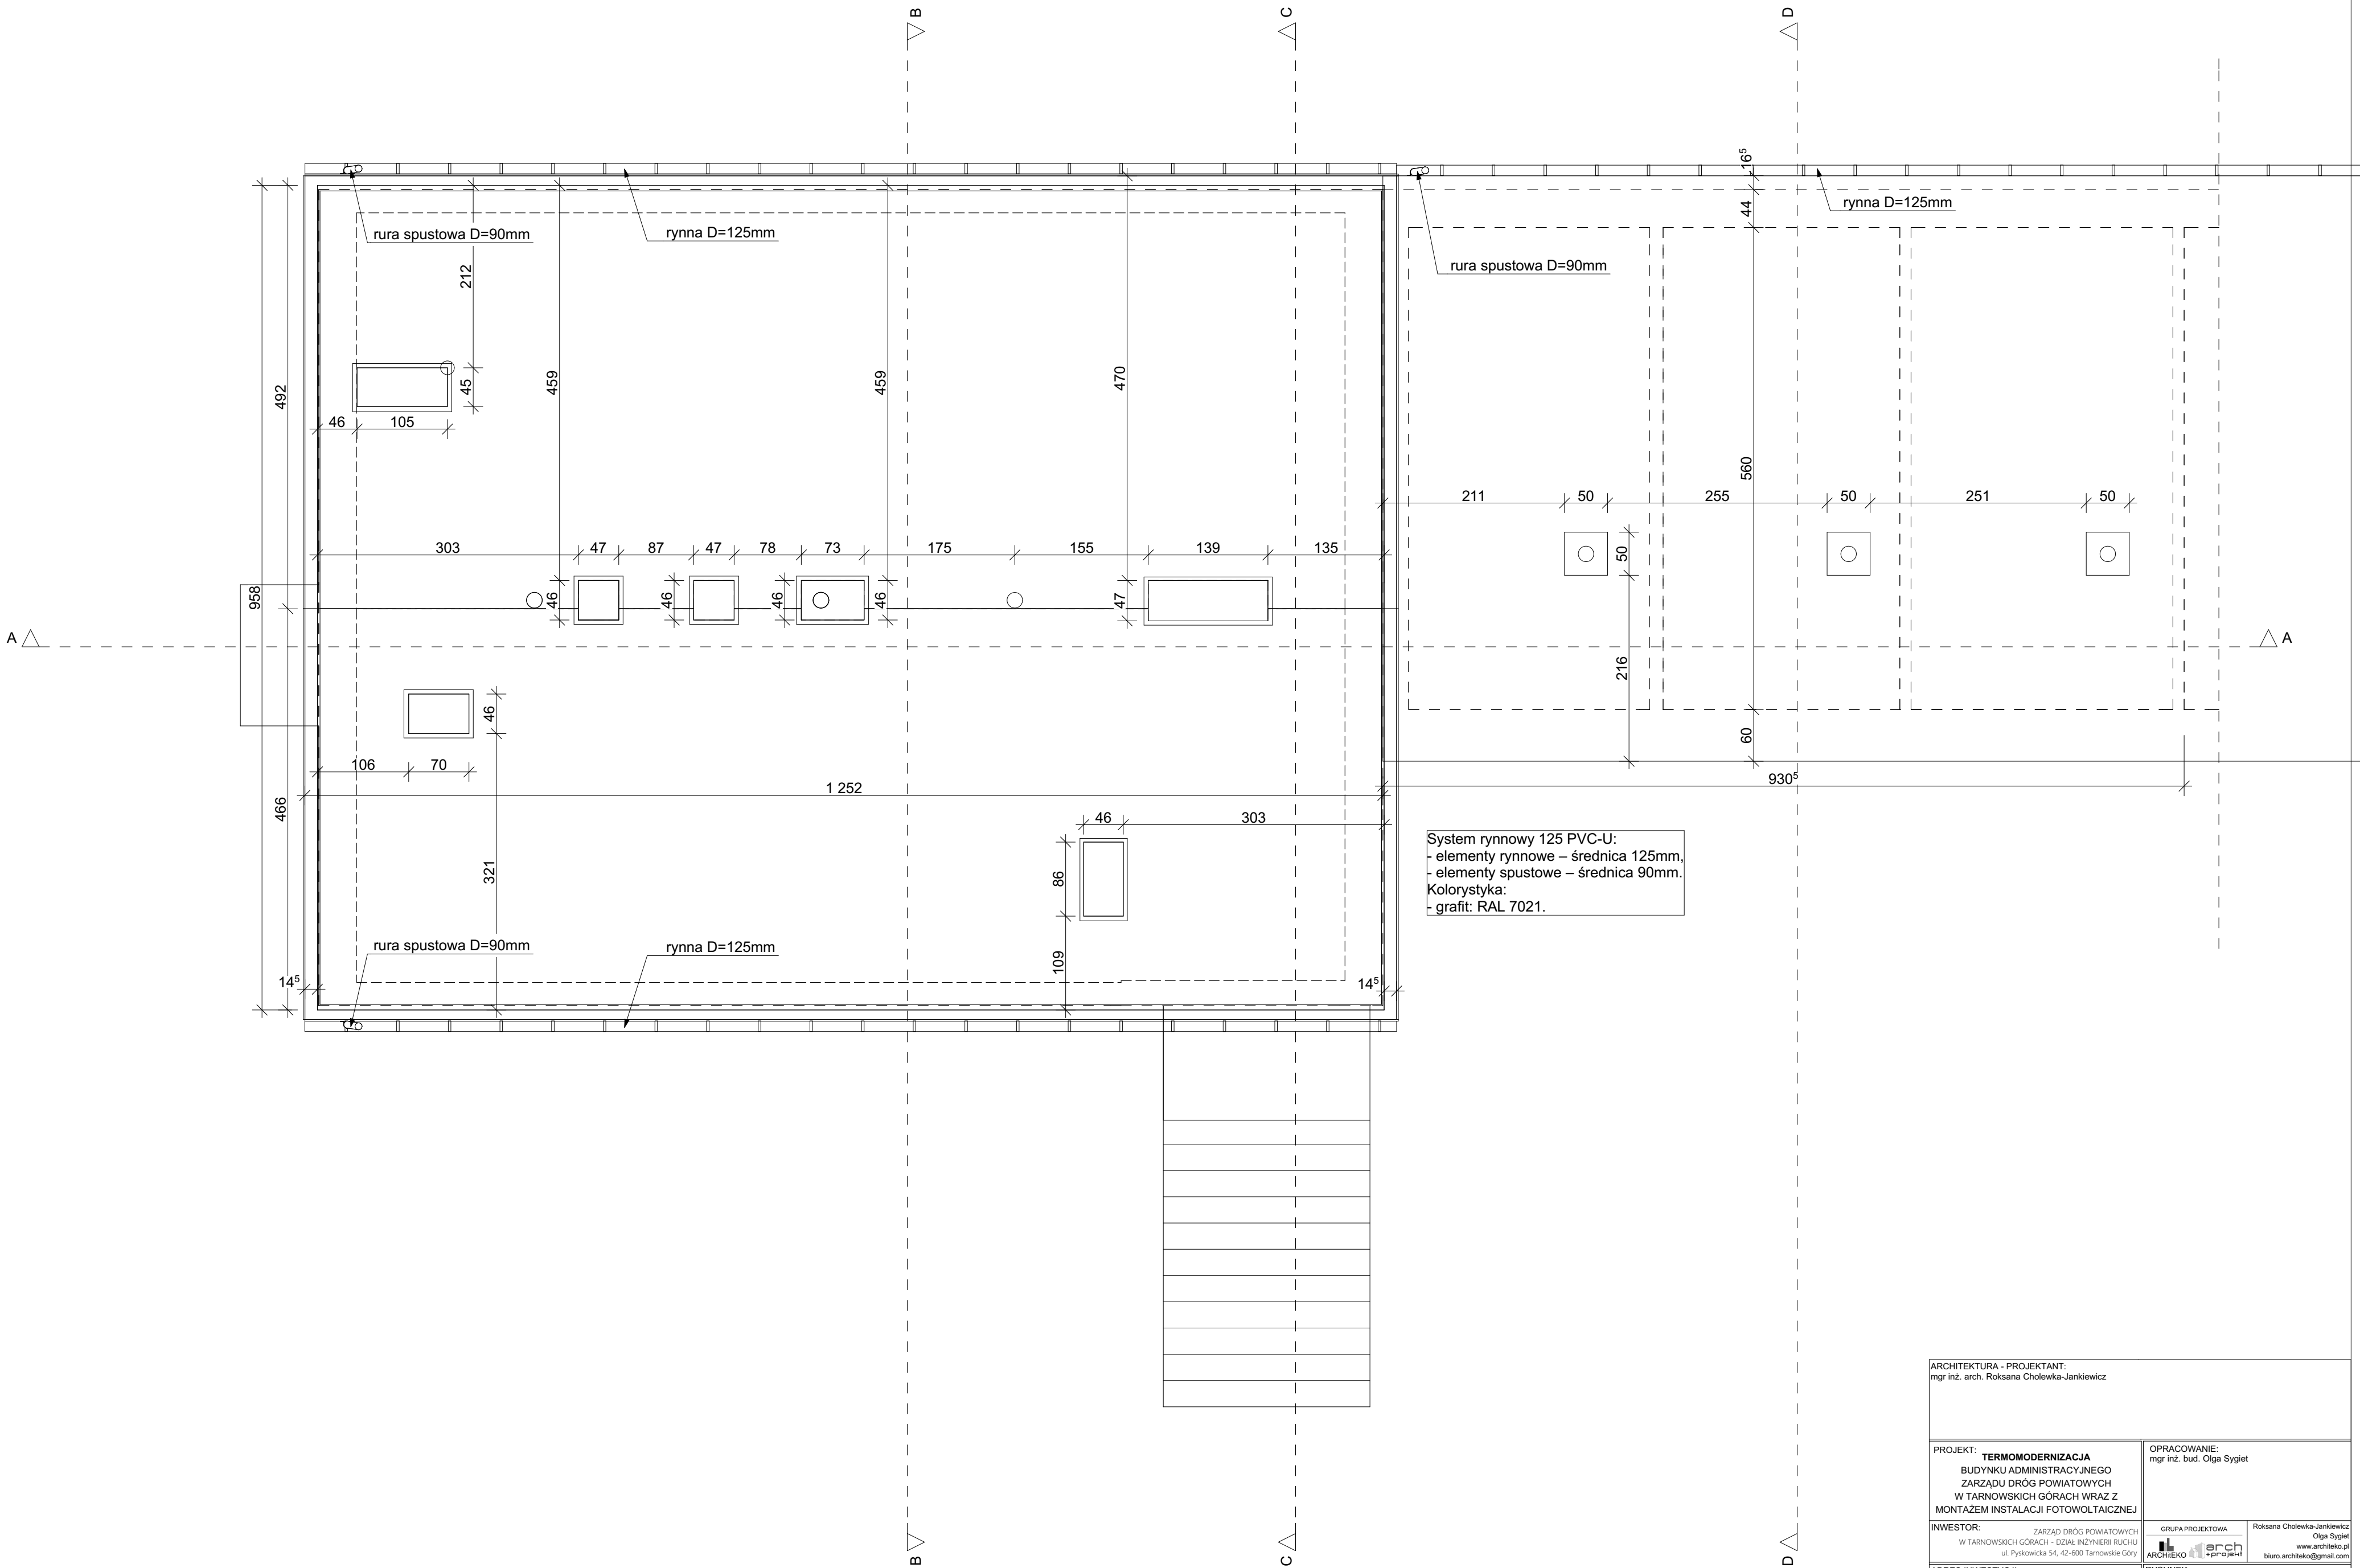 B
C
D
16⁵
rura spustowa D=90mm
rynna D=125mm
44
rynna D=125mm
rura spustowa D=90mm
212
492
45
459
459
470
46
105
560
211
50
255
50
251
50
303
47
87
47
78
73
175
155
139
135
50
958
46
46
46
46
47
A
A
216
46
60
106
70
930⁵
1 252
466
46
303
System rynnowy 125 PVC-U:
- elementy rynnowe – średnica 125mm,
- elementy spustowe – średnica 90mm.
Kolorystyka:
- grafit: RAL 7021.
321
86
rura spustowa D=90mm
rynna D=125mm
109
14⁵
14⁵
ARCHITEKTURA - PROJEKTANT:
mgr inż. arch. Roksana Cholewka-Jankiewicz
PROJEKT:
TERMOMODERNIZACJA
BUDYNKU ADMINISTRACYJNEGO
ZARZĄDU DRÓG POWIATOWYCH
W TARNOWSKICH GÓRACH WRAZ Z
MONTAŻEM INSTALACJI FOTOWOLTAICZNEJ
OPRACOWANIE:
mgr inż. bud. Olga Sygiet
INWESTOR:
ZARZĄD DRÓG POWIATOWYCH
W TARNOWSKICH GÓRACH – DZIAŁ INŻYNIERII RUCHU
ul. Pyskowicka 54, 42-600 Tarnowskie Góry
GRUPA PROJEKTOWA
ARCHITEKO
arch
+projekt
Roksana Cholewka-Jankiewicz
Olga Sygiet
www.architeko.pl
biuro.architeko@gmail.com
B
C
D